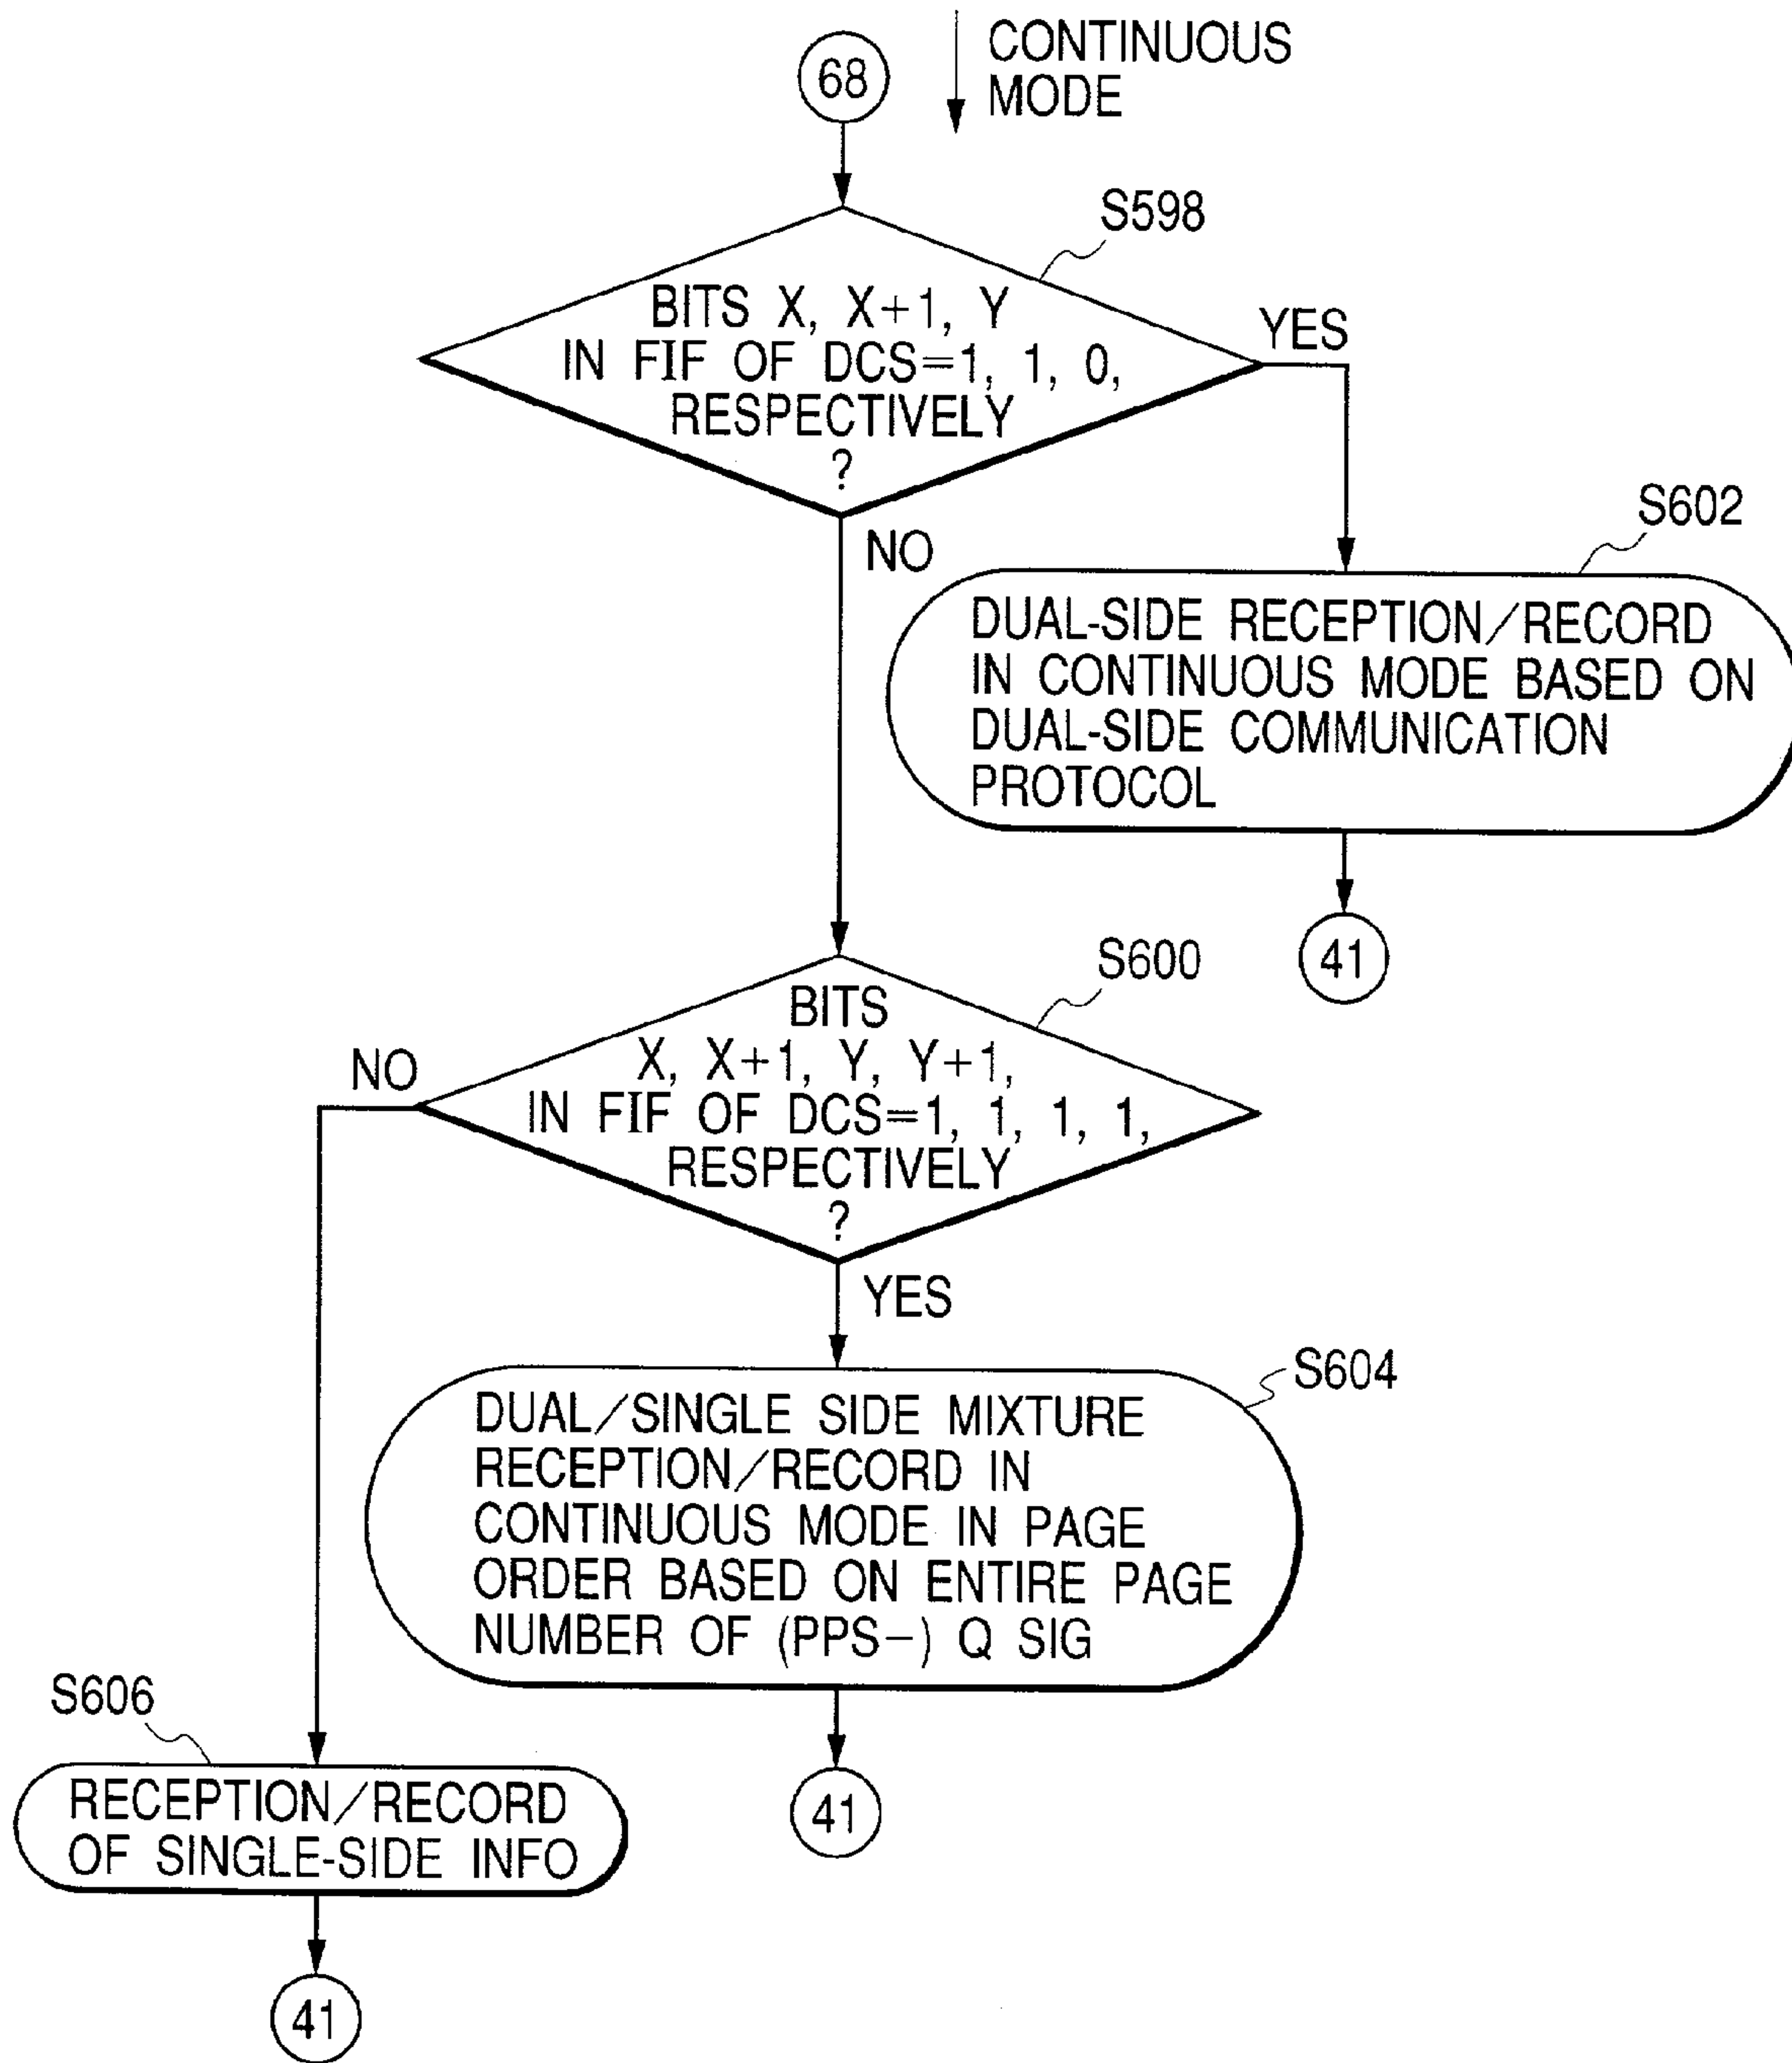 68
CONTINUOUS
MODE
S598
BITS X, X+1, Y
IN FIF OF DCS=1, 1, 0,
RESPECTIVELY
?
YES
NO
S602
DUAL-SIDE RECEPTION/RECORD
IN CONTINUOUS MODE BASED ON
DUAL-SIDE COMMUNICATION
PROTOCOL
41
S600
BITS
X, X+1, Y, Y+1,
IN FIF OF DCS=1, 1, 1, 1,
RESPECTIVELY
?
NO
YES
S604
DUAL/SINGLE SIDE MIXTURE
RECEPTION/RECORD IN
CONTINUOUS MODE IN PAGE
ORDER BASED ON ENTIRE PAGE
NUMBER OF (PPS-) Q SIG
41
S606
RECEPTION/RECORD
OF SINGLE-SIDE INFO
41